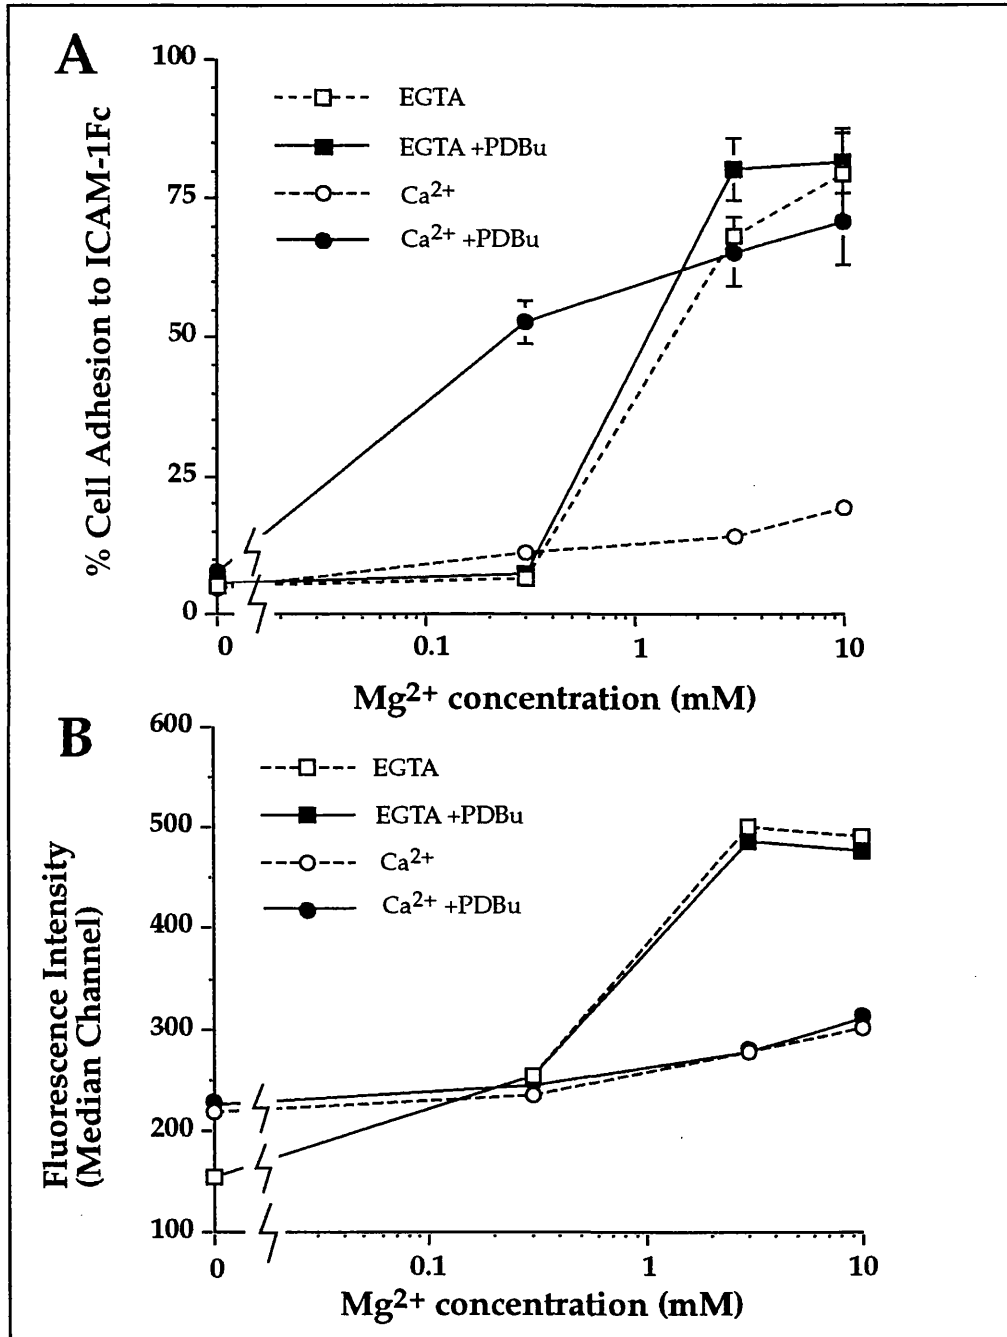 A
100
75
50
25
0
% Cell Adhesion to ICAM-1Fc
EGTA
EGTA +PDBu
Ca2+
Ca2+ +PDBu
0 0.1 1 10
Mg2+ concentration (mM)
B
600
500
400
300
200
100
Fluorescence Intensity
(Median Channel)
EGTA
EGTA +PDBu
Ca2+
Ca2+ +PDBu
0 0.1 1 10
Mg2+ concentration (mM)